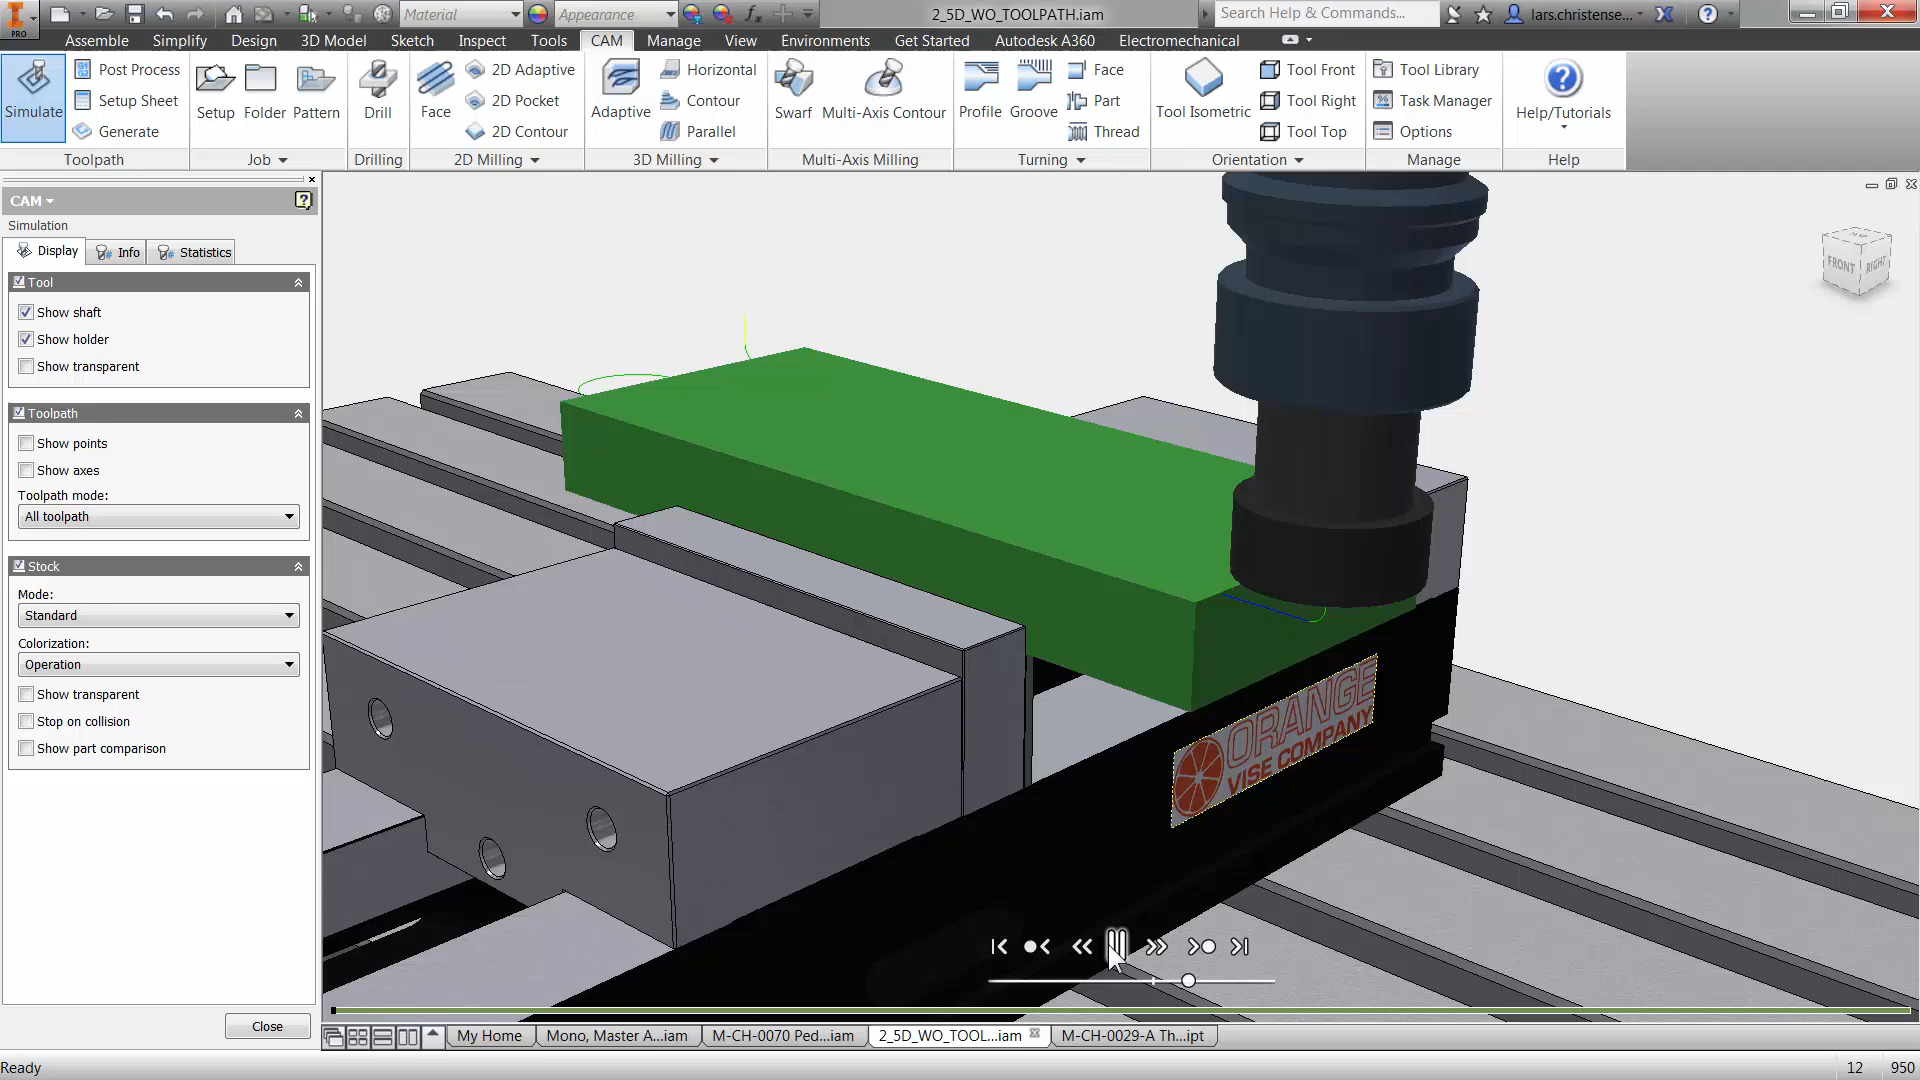 PRO
Material
Appearance
2_5D_WO_TOOLPATH.iam
Search Help & Commands...
lars.christense...
Assemble Simplify Design 3D Model Sketch Inspect Tools CAM Manage View Environments Get Started Autodesk A360 Electromechanical
Simulate
Post Process
Setup Sheet
Generate
Toolpath
Setup
Folder
Pattern
Job
Drill
Drilling
Face
2D Adaptive
2D Pocket
2D Contour
2D Milling
Adaptive
Horizontal
Contour
Parallel
3D Milling
Swarf
Multi-Axis Contour
Multi-Axis Milling
Profile
Groove
Face
Part
Thread
Turning
Tool Isometric
Tool Front
Tool Right
Tool Top
Orientation
Tool Library
Task Manager
Options
Manage
Help/Tutorials
Help
CAM
Simulation
Display
Info
Statistics
Tool
Show shaft
Show holder
Show transparent
Toolpath
Show points
Show axes
Toolpath mode:
All toolpath
Stock
Mode:
Standard
Colorization:
Operation
Show transparent
Stop on collision
Show part comparison
Close
FRONT
RIGHT
ORANGE
VISE COMPANY
My Home
Mono, Master A...iam
M-CH-0070 Ped...iam
2_5D_WO_TOOL...iam
M-CH-0029-A Th...ipt
Ready
12
950